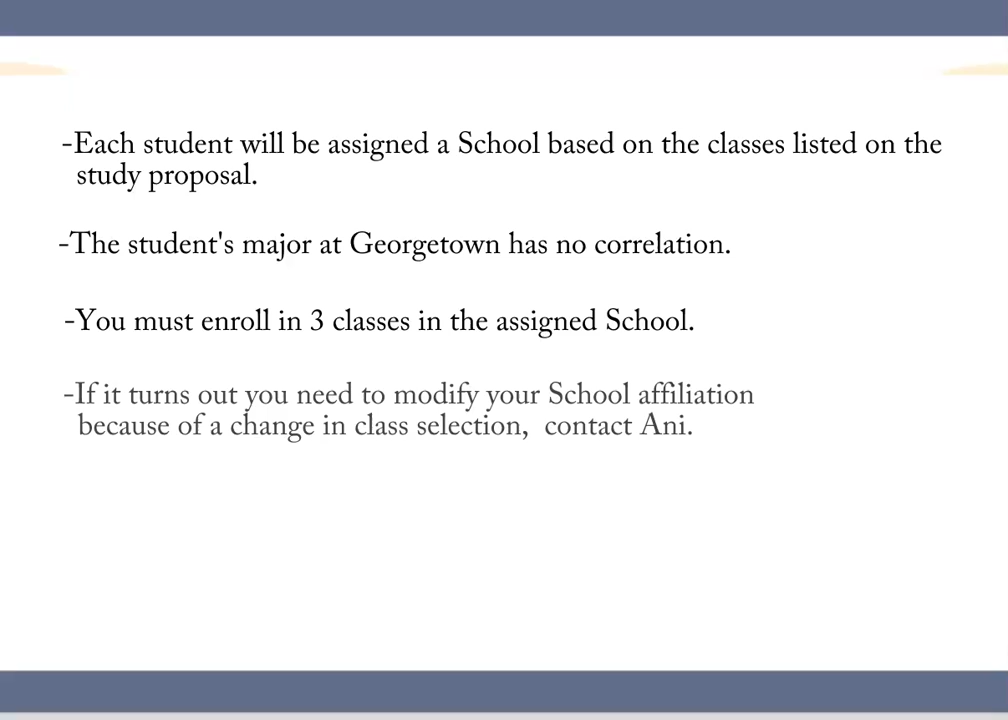 -Each student will be assigned a School based on the classes listed on the
study proposal.
-The student's major at Georgetown has no correlation.
-You must enroll in 3 classes in the assigned School.
-If it turns out you need to modify your School affiliation
because of a change in class selection,  contact Ani.